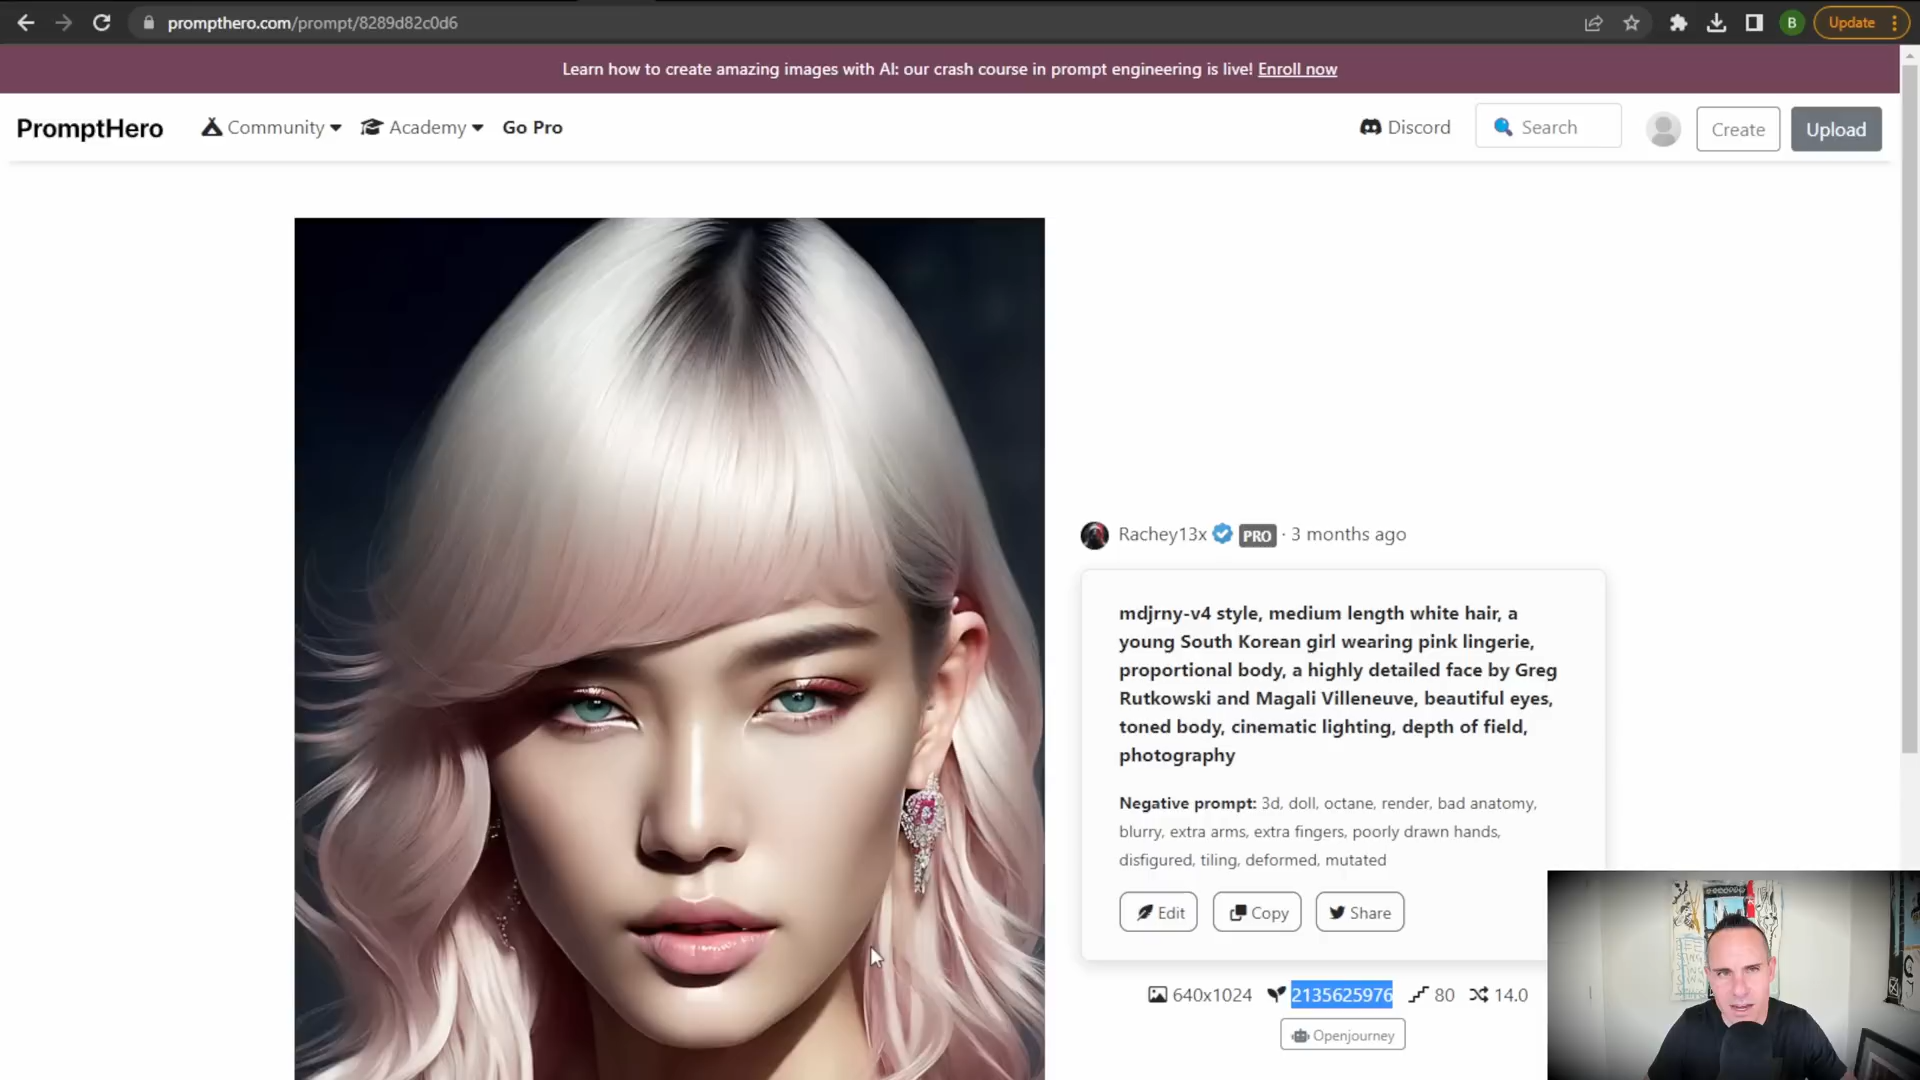 prompthero.com/prompt/8289d82c0d6
B
Update
Learn how to create amazing images with AI: our crash course in prompt engineering is live! Enroll now
PromptHero
Community
Academy
Go Pro
Discord
Search
Create
Upload
Rachey13x PRO · 3 months ago
mdjrny-v4 style, medium length white hair, a
young South Korean girl wearing pink lingerie,
proportional body, a highly detailed face by Greg
Rutkowski and Magali Villeneuve, beautiful eyes,
toned body, cinematic lighting, depth of field,
photography
Negative prompt: 3d, doll, octane, render, bad anatomy,
blurry, extra arms, extra fingers, poorly drawn hands,
disfigured, tiling, deformed, mutated
Edit
Copy
Share
640x1024 2135625976 80 14.0
Openjourney